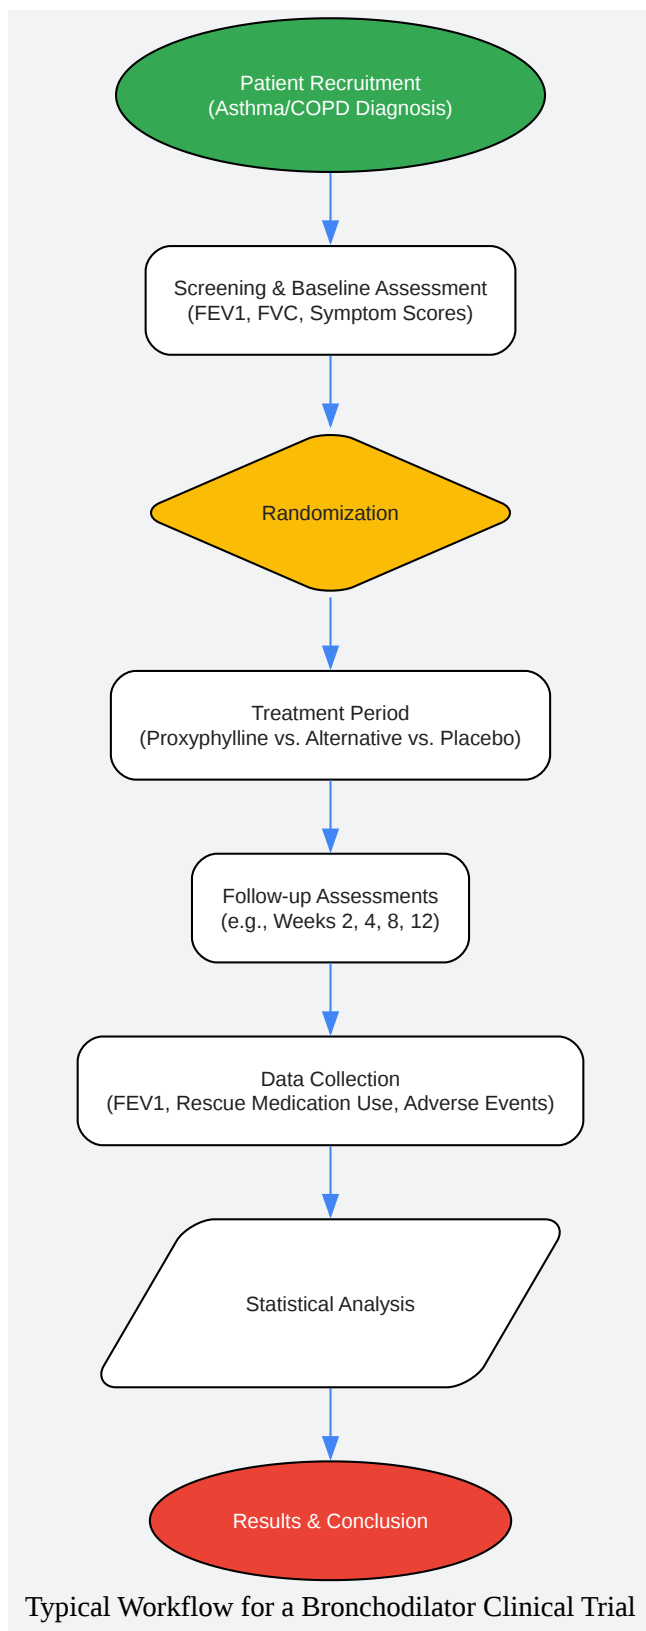 Patient Recruitment
(Asthma/COPD Diagnosis)
Screening & Baseline Assessment
(FEV1, FVC, Symptom Scores)
Randomization
Treatment Period
(Proxyphylline vs. Alternative vs. Placebo)
Follow-up Assessments
(e.g., Weeks 2, 4, 8, 12)
Data Collection
(FEV1, Rescue Medication Use, Adverse Events)
Statistical Analysis
Results & Conclusion
Typical Workflow for a Bronchodilator Clinical Trial